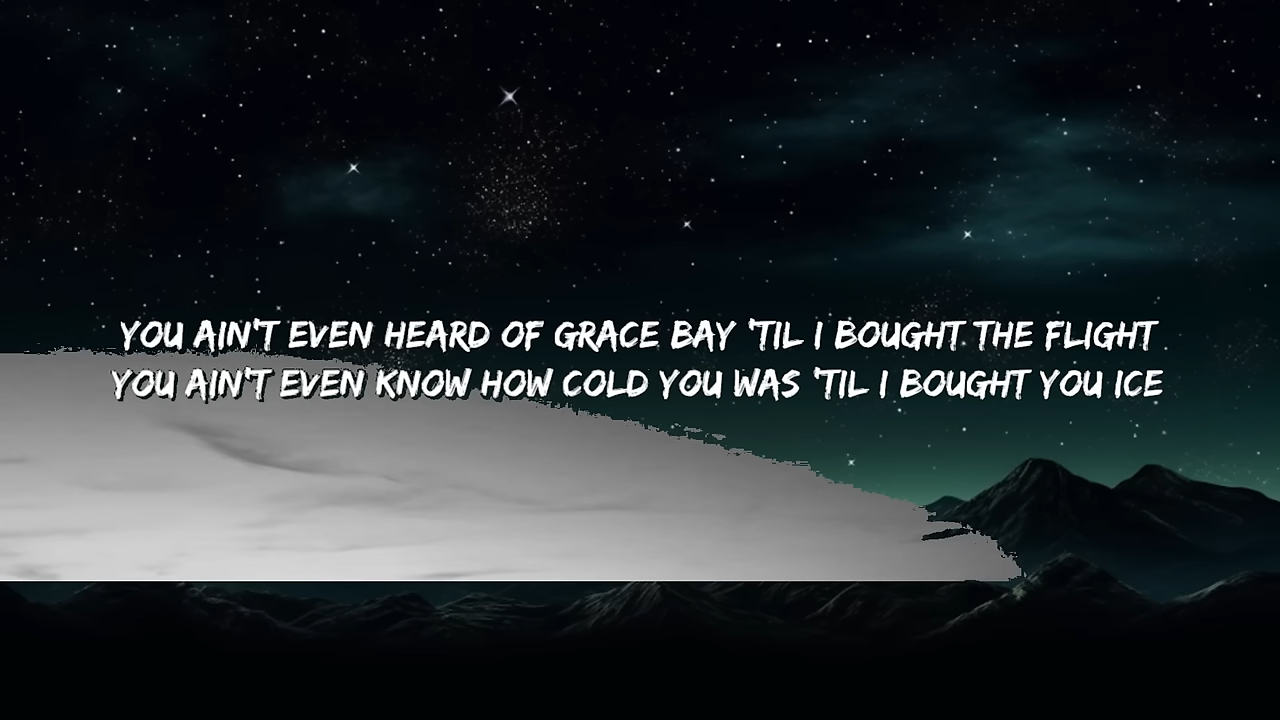 YOU AIN'T EVEN HEARD OF GRACE BAY 'TIL I BOUGHT THE FLIGHT
YOU AIN'T EVEN KNOW HOW COLD YOU WAS 'TIL I BOUGHT YOU ICE